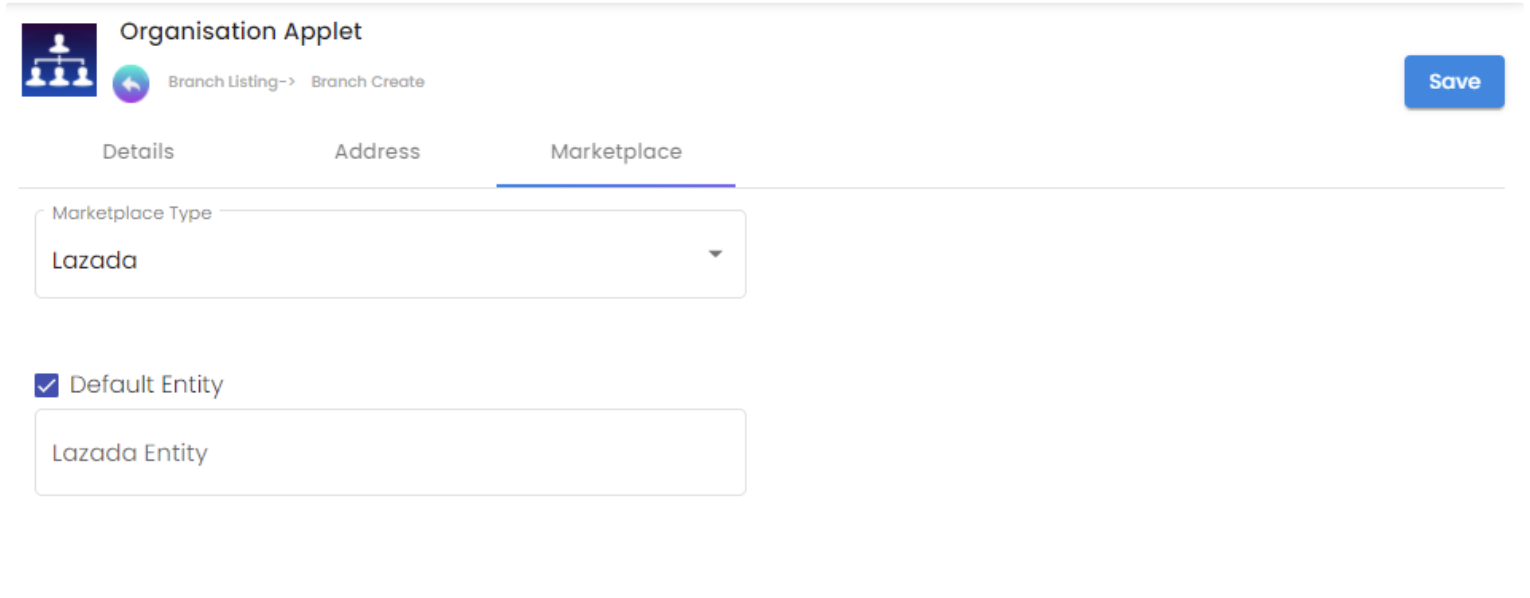 Organisation Applet
Branch Listing-> Branch Create
Save
Details Address Marketplace
Marketplace Type
Lazada
Default Entity
Lazada Entity